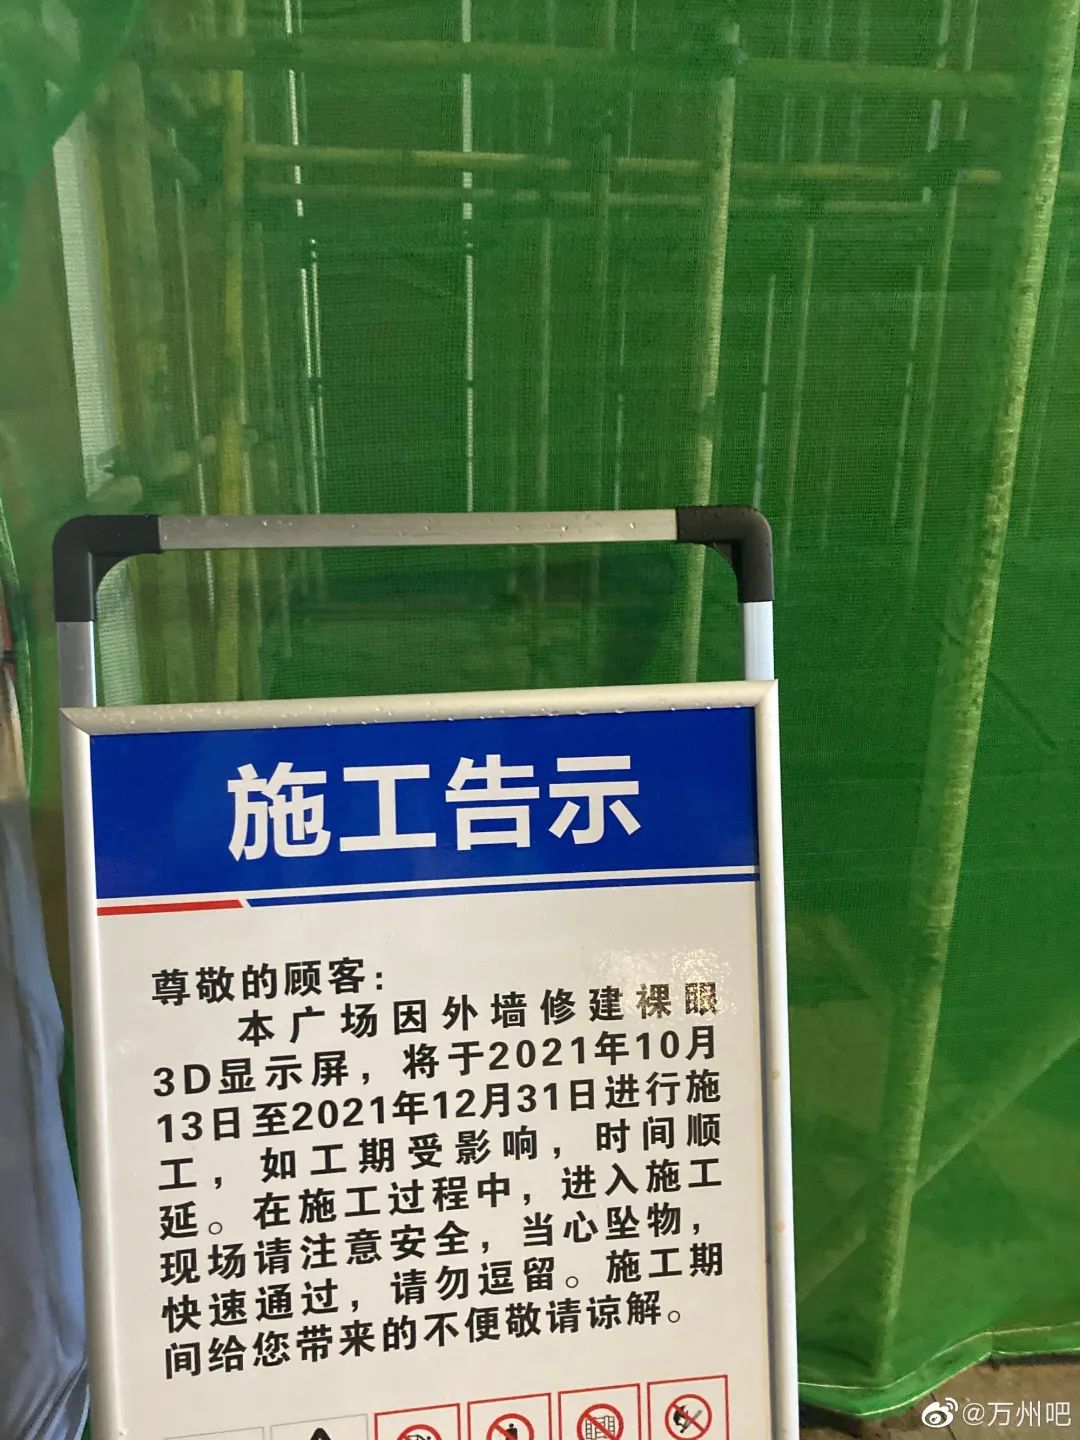 施工告示
尊敬的顾客：
本广场因外墙修建裸眼
3D显示屏，将于2021年10月
13日至2021年12月31日进行施
工，如工期受影响，时间顺
延。在施工过程中，进入施工
现场请注意安全，当心坠物，
快速通过，请勿逗留。施工期
间给您带来的不便敬请谅解。
@万州吧